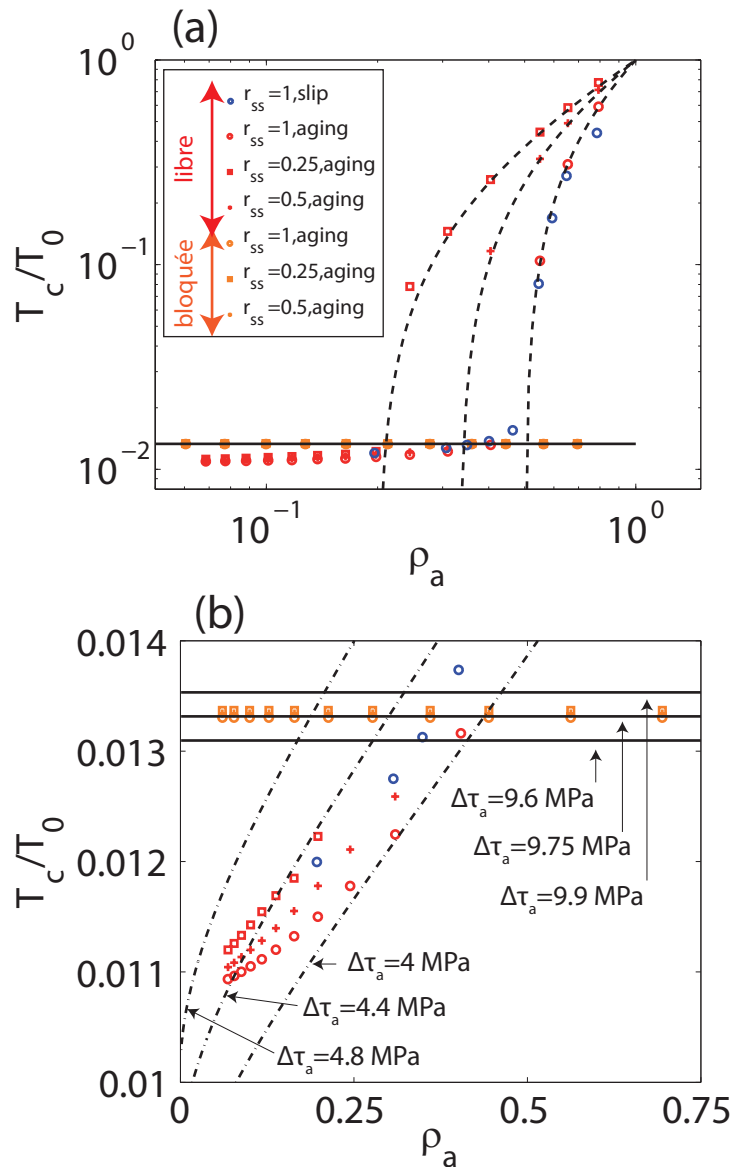 (a)
10⁰
10⁻¹
10⁻²
T_c/T_0
libre
bloquée
r_ss=1,slip
r_ss=1,aging
r_ss=0.25,aging
r_ss=0.5,aging
r_ss=1,aging
r_ss=0.25,aging
r_ss=0.5,aging
10⁻¹
10⁰
ρ_a
(b)
0.014
0.013
0.012
0.011
0.01
T_c/T_0
Δτ_a=9.6 MPa
Δτ_a=9.75 MPa
Δτ_a=9.9 MPa
Δτ_a=4 MPa
Δτ_a=4.4 MPa
Δτ_a=4.8 MPa
0
0.25
0.5
0.75
ρ_a